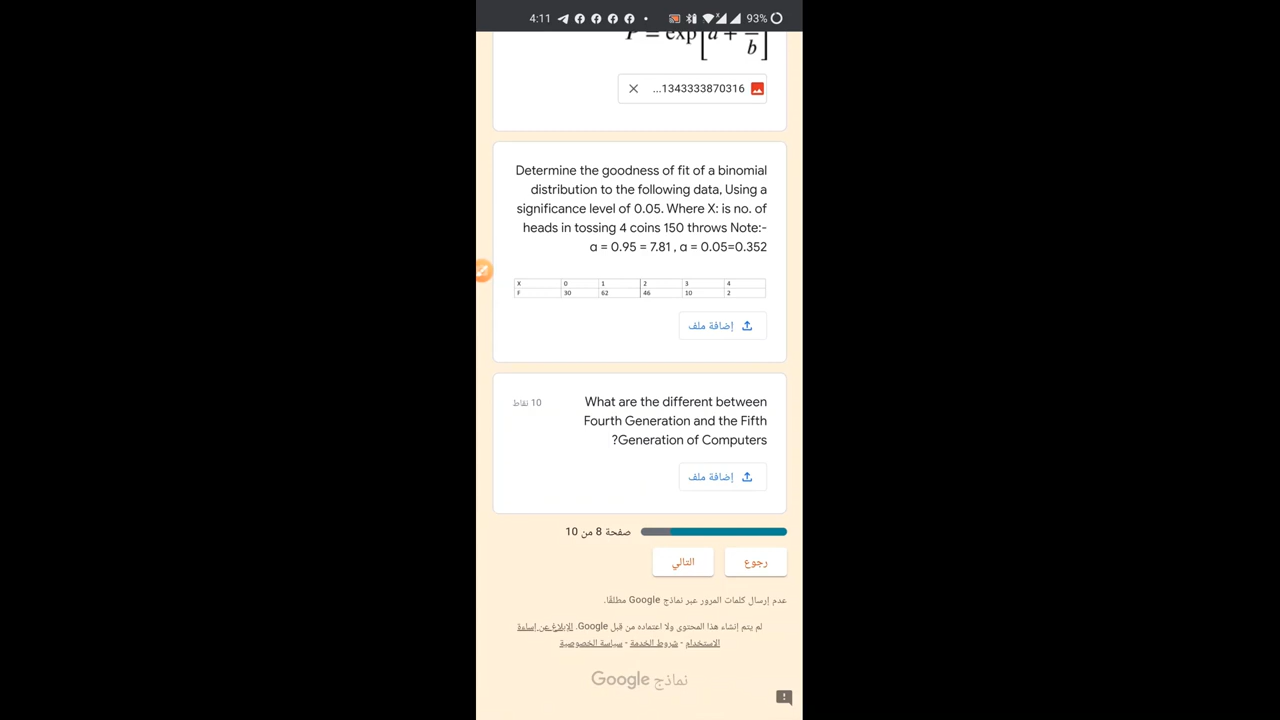 4:11
93%
P = exp[a + — b]
...1343333870316
Determine the goodness of fit of a binomial
distribution to the following data, Using a
significance level of 0.05. Where X: is no. of
heads in tossing 4 coins 150 throws Note:-
α = 0.95 = 7.81 , α = 0.05=0.352
X 0 1 2 3 4
F 30 62 46 10 2
إضافة ملف
What are the different between
10 نقاط
Fourth Generation and the Fifth
?Generation of Computers
إضافة ملف
صفحة 8 من 10
رجوع
التالي
عدم إرسال كلمات المرور عبر نماذج Google مطلقًا.
لم يتم إنشاء هذا المحتوى ولا اعتماده من قبل Google. الإبلاغ عن إساءة
الاستخدام - شروط الخدمة - سياسة الخصوصية
نماذج Google